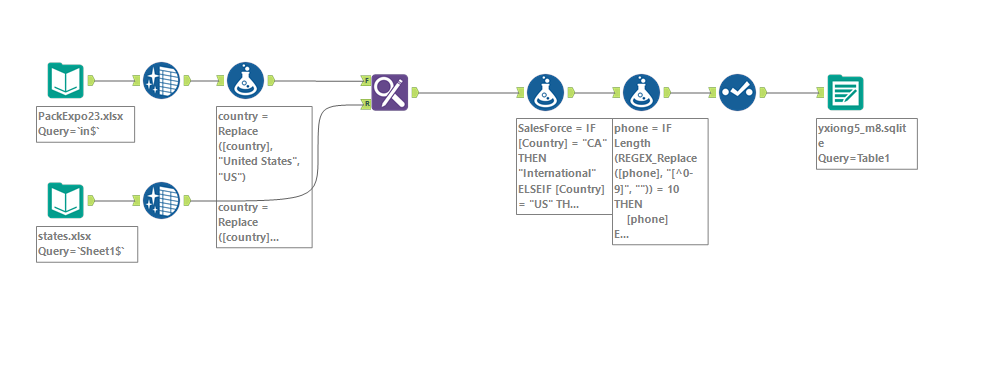 PackExpo23.xlsx
Query=`in$`
country =
Replace
([country],
"United States",
"US")
country =
Replace
([country]...
states.xlsx
Query=`Sheet1$`
F
R
SalesForce = IF
[Country] = "CA"
THEN
"International"
ELSEIF [Country]
= "US" TH...
phone = IF
Length
(REGEX_Replace
([phone], "[^0-
9]", "")) = 10
THEN
[phone]
E...
yxiong5_m8.sqlit
e
Query=Table1